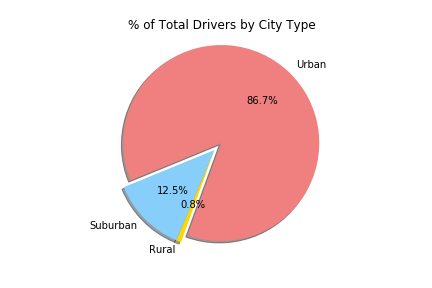 % of Total Drivers by City Type
Urban
86.7%
12.5%
0.8%
Suburban
Rural